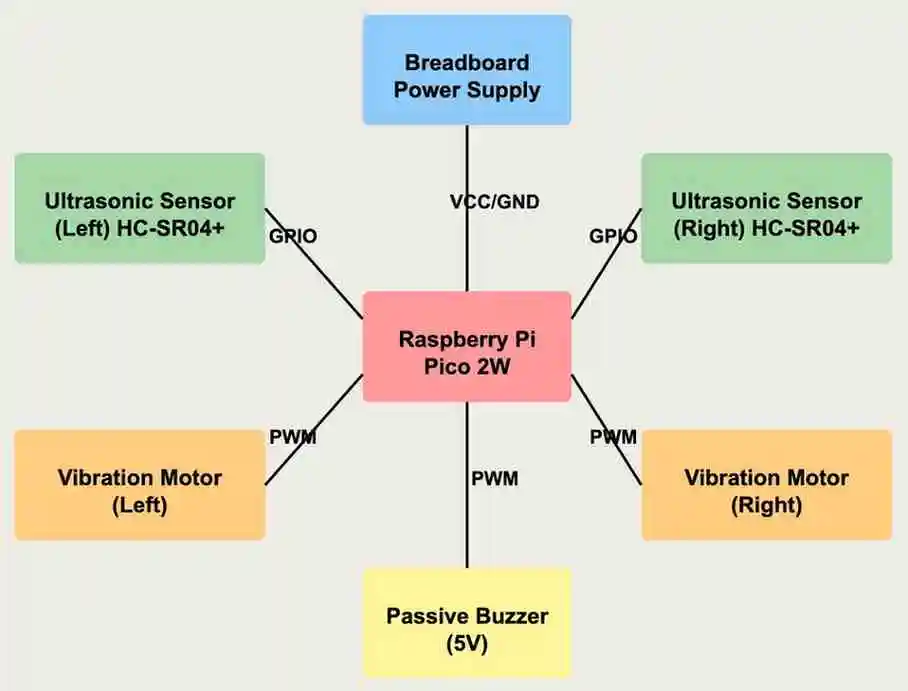 Breadboard
Power Supply
Ultrasonic Sensor
(Left) HC-SR04+
VCC/GND
Ultrasonic Sensor
(Right) HC-SR04+
GPIO
GPIO
Raspberry Pi
Pico 2W
PWM
PWM
Vibration Motor
(Left)
PWM
Vibration Motor
(Right)
Passive Buzzer
(5V)